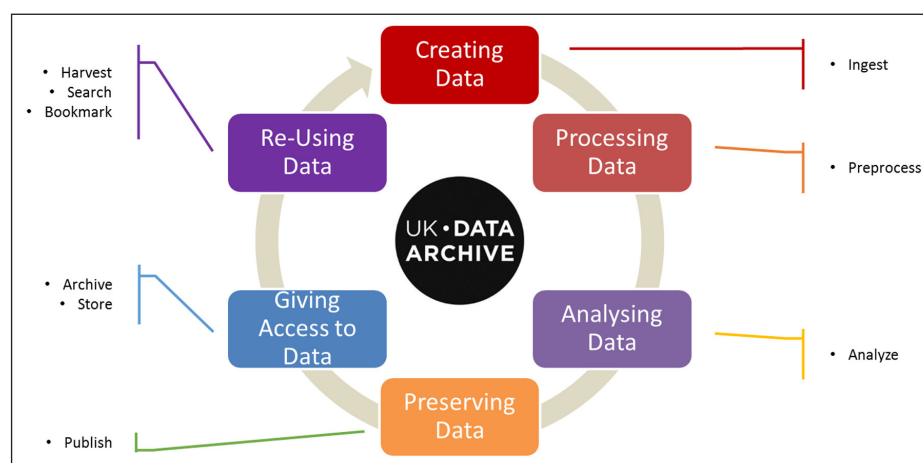 Creating
Data
• Ingest
Processing
Data
• Preprocess
Analysing
Data
• Analyze
Preserving
Data
• Publish
Giving
Access to
Data
• Archive
• Store
Re-Using
Data
• Harvest
• Search
• Bookmark
UK • DATA
ARCHIVE